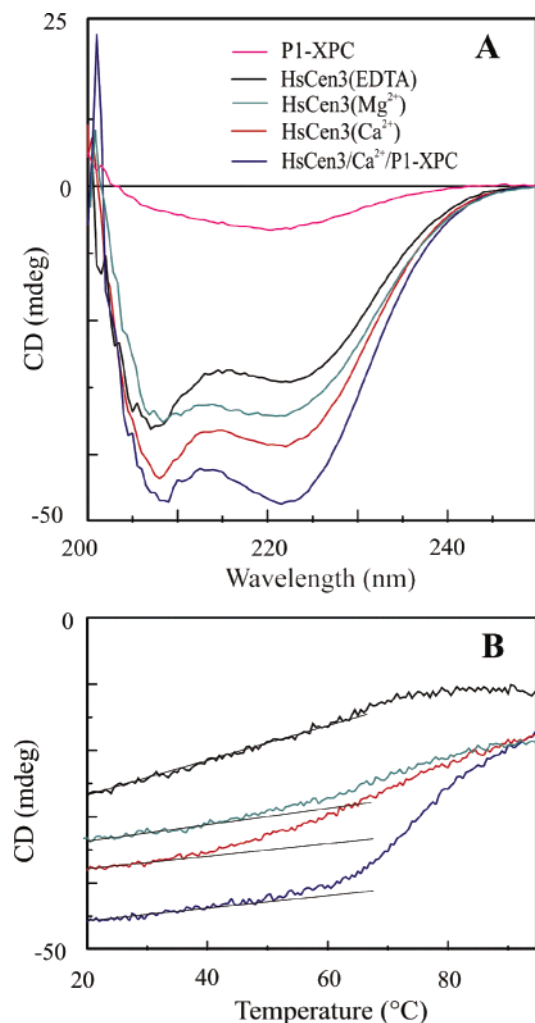 25
A
P1-XPC
HsCen3(EDTA)
HsCen3(Mg²⁺)
HsCen3(Ca²⁺)
HsCen3/Ca²⁺/P1-XPC
0
CD (mdeg)
-50
200
220
240
Wavelength (nm)
0
B
CD (mdeg)
-50
20
40
60
80
Temperature (°C)